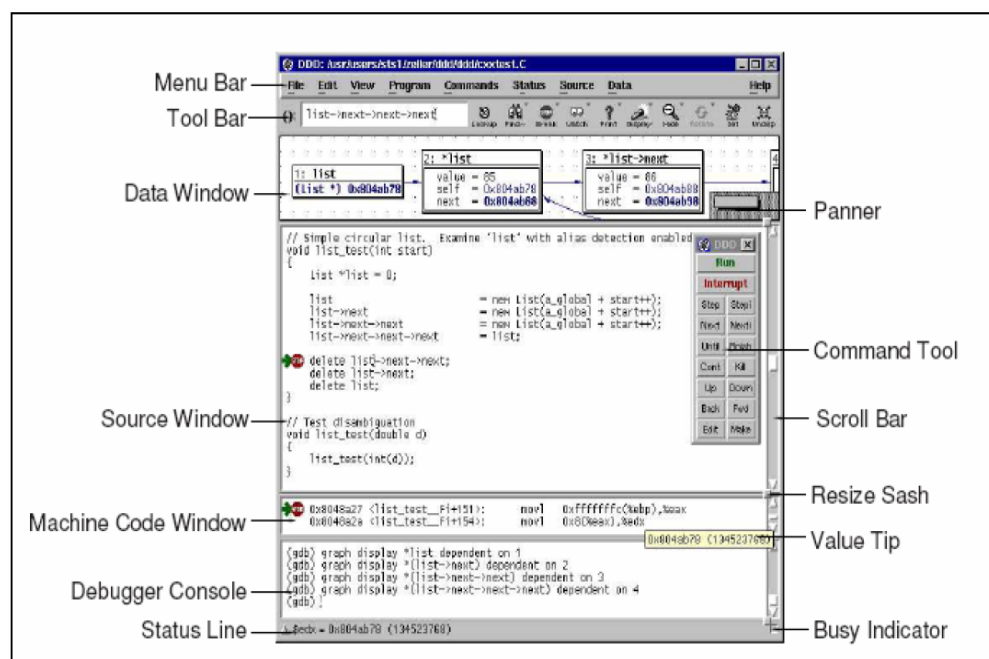 DDD: /usr/users/sts1/zeller/ddd/ddd/cxxtest.C
Menu Bar
File Edit View Program Commands Status Source Data Help
Tool Bar
(): list->next->next->next
Lookup Find>> Break Watch Print Display Hide Rotate Set Undisp
Data Window
1: list
(List *) 0x804ab78
2: *list
value = 85
self = 0x804ab78
next = 0x804ab88
3: *list->next
value = 86
self = 0x804ab88
next = 0x804ab98
4
Panner
// Simple circular list. Examine 'list' with alias detection enabled
void list_test(int start)
{
List *list = 0;
list = new List(a_global + start++);
list->next = new List(a_global + start++);
list->next->next = new List(a_global + start++);
list->next->next->next = list;
STOP
delete list->next->next;
delete list->next;
delete list;
}
// Test disambiguation
void list_test(double d)
{
list_test(int(d));
}
Source Window
DDD
Run
Interrupt
Step Stepi
Next Nexti
Until Finish
Cont Kill
Up Down
Back Fwd
Edit Make
Command Tool
Scroll Bar
Resize Sash
Machine Code Window
0x8048a27 <list_test__Fi+151>: movl 0xfffffffc(%ebp),%eax
0x8048a2a <list_test__Fi+154>: movl 0x8(%eax),%edx
0x804ab78 (134523768)
Value Tip
(gdb) graph display *list dependent on 1
(gdb) graph display *(list->next) dependent on 2
(gdb) graph display *(list->next->next) dependent on 3
(gdb) graph display *(list->next->next->next) dependent on 4
(gdb)
Debugger Console
Status Line
$edx = 0x804ab78 (134523768)
Busy Indicator